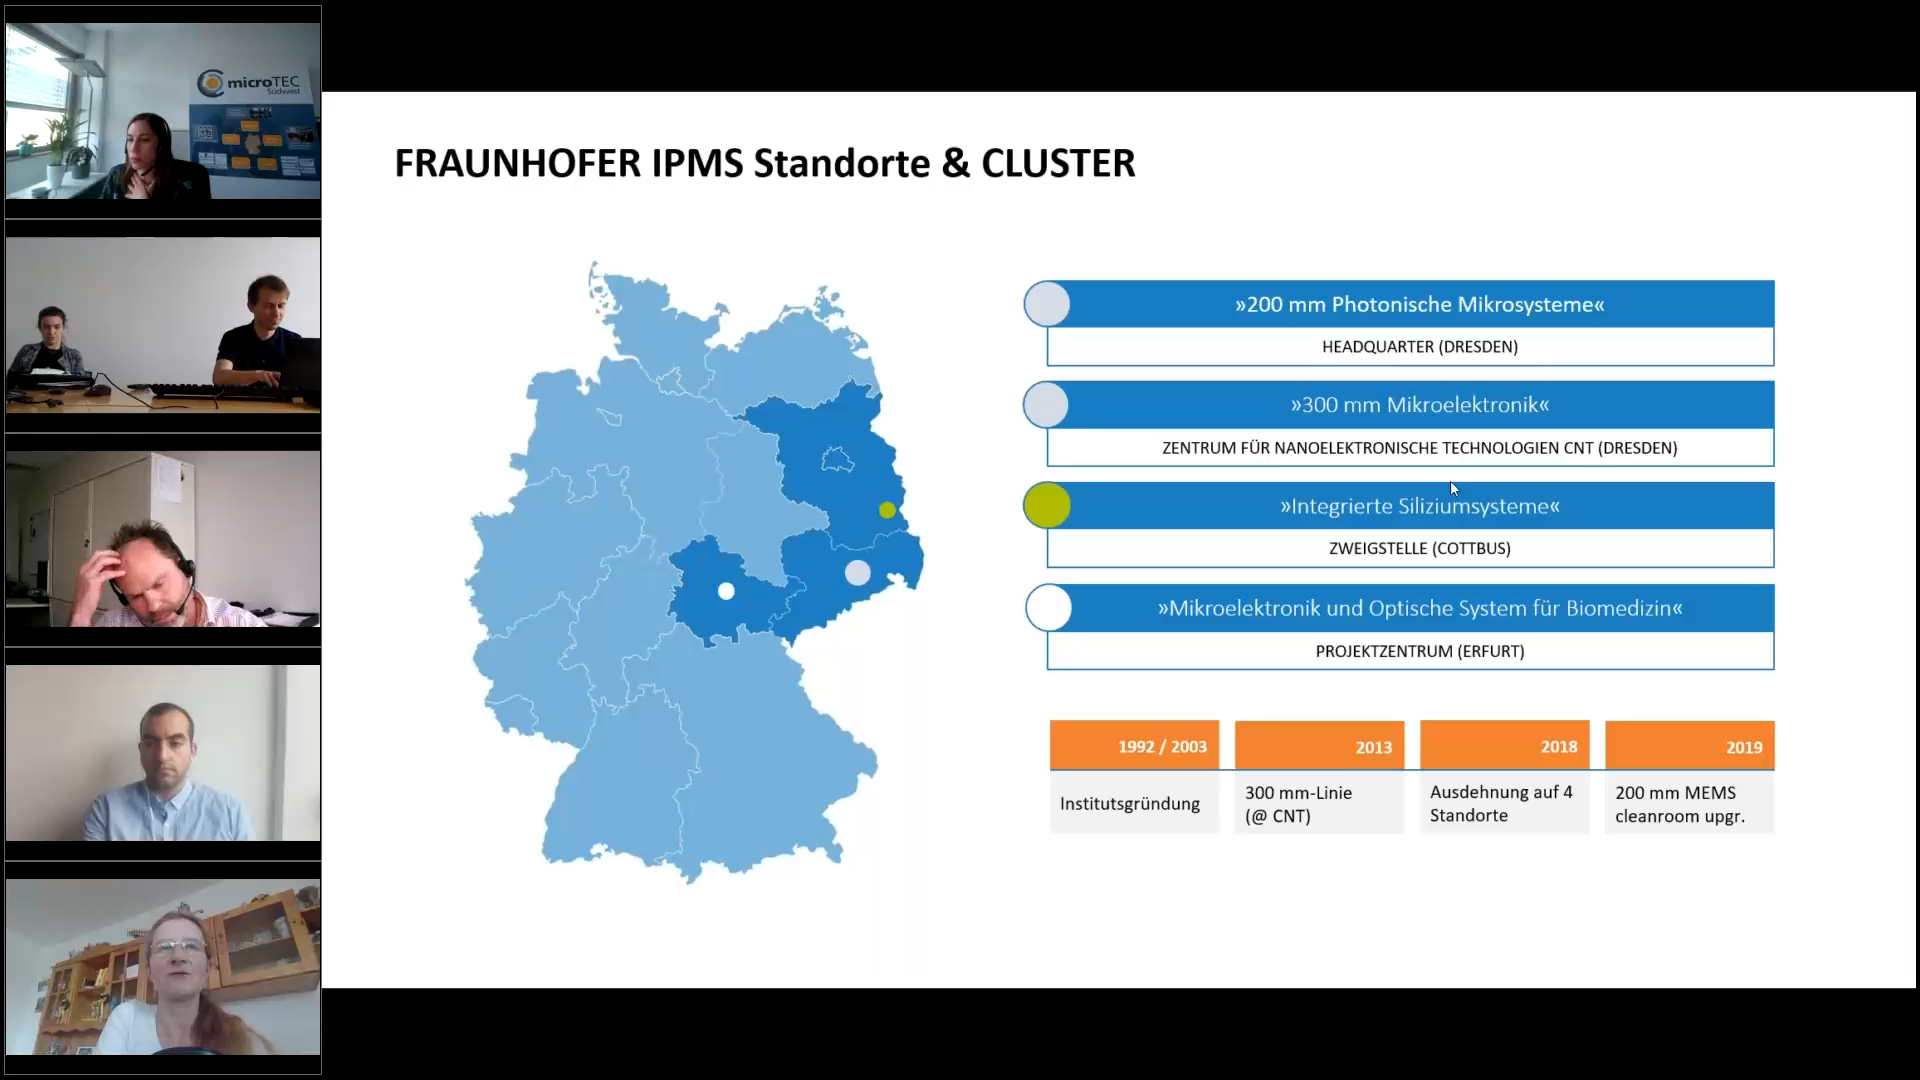 microTEC
Südwest
FRAUNHOFER IPMS Standorte & CLUSTER
»200 mm Photonische Mikrosysteme«
HEADQUARTER (DRESDEN)
»300 mm Mikroelektronik«
ZENTRUM FÜR NANOELEKTRONISCHE TECHNOLOGIEN CNT (DRESDEN)
»Integrierte Siliziumsysteme«
ZWEIGSTELLE (COTTBUS)
»Mikroelektronik und Optische System für Biomedizin«
PROJEKTZENTRUM (ERFURT)
1992 / 2003
Institutsgründung
2013
300 mm-Linie
(@ CNT)
2018
Ausdehnung auf 4
Standorte
2019
200 mm MEMS
cleanroom upgr.